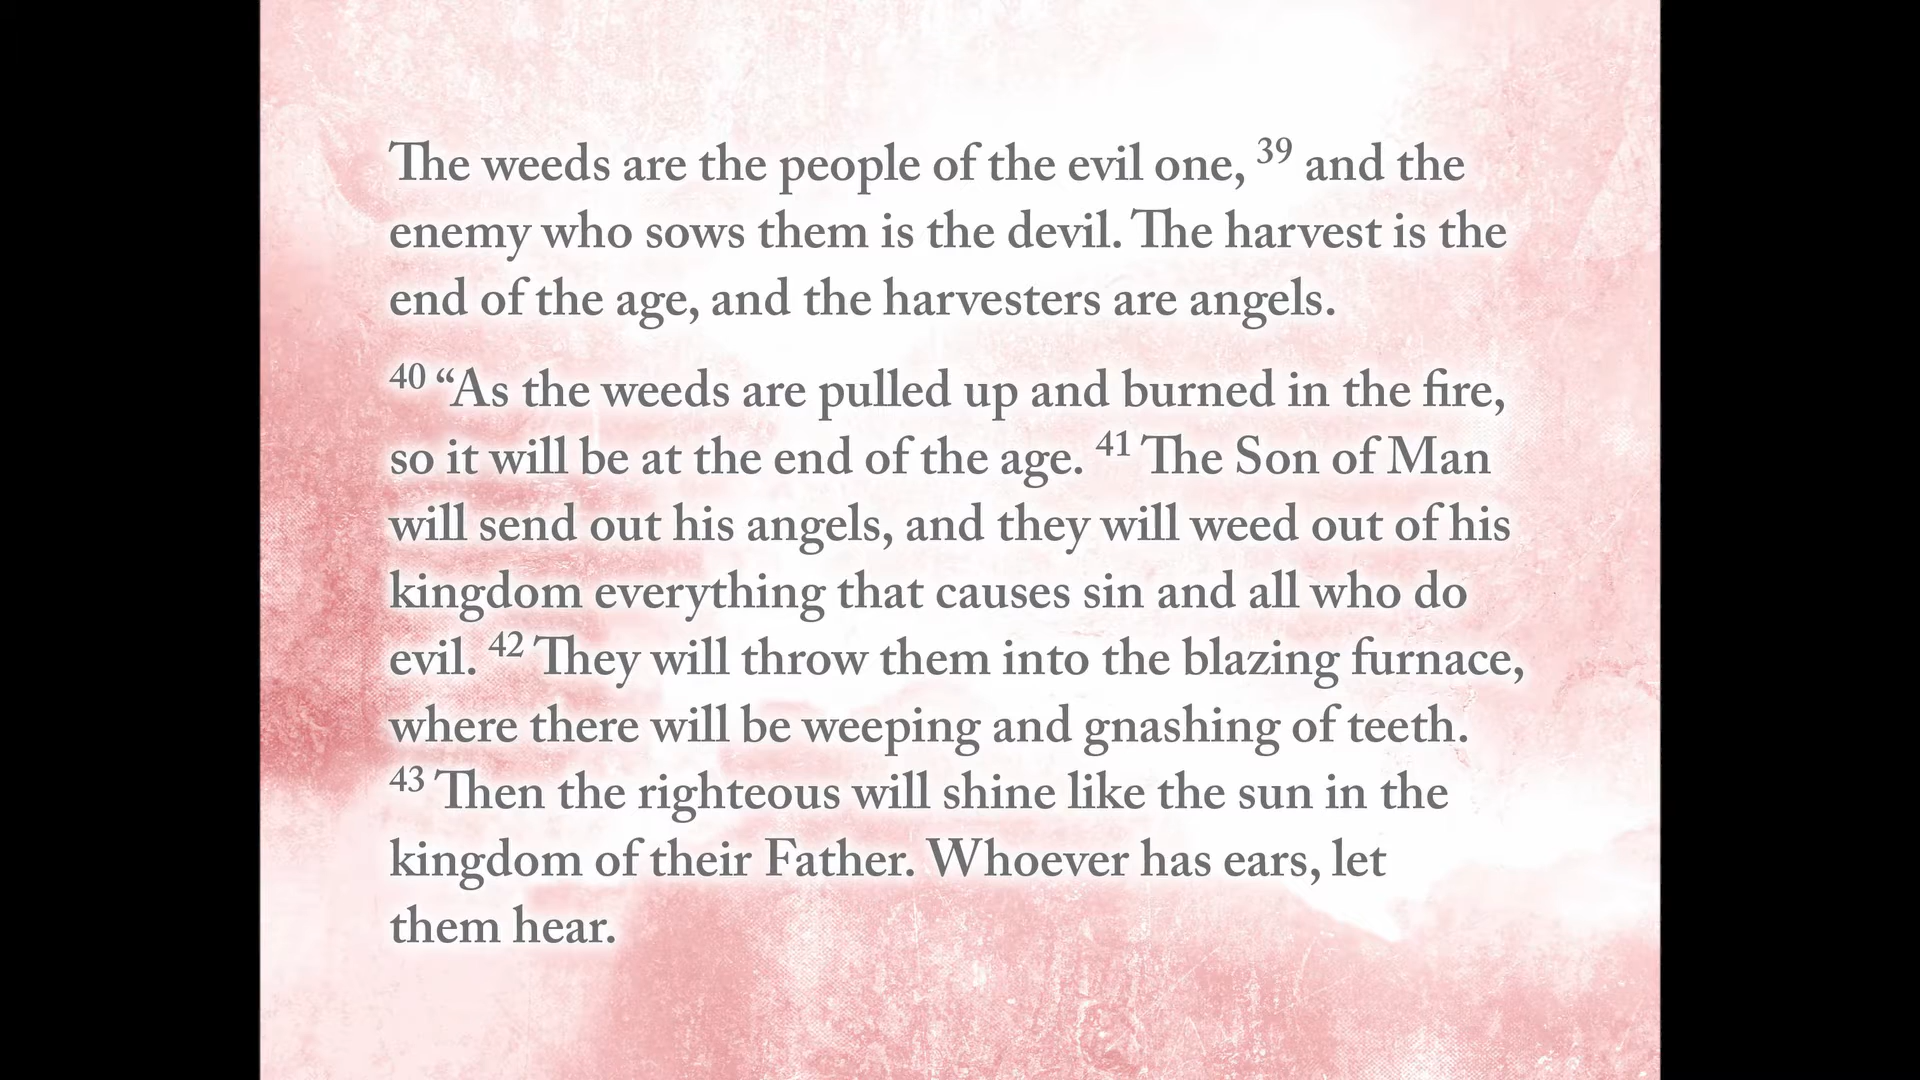 The weeds are the people of the evil one, 39 and the
enemy who sows them is the devil. The harvest is the
end of the age, and the harvesters are angels.
40 “As the weeds are pulled up and burned in the fire,
so it will be at the end of the age. 41 The Son of Man
will send out his angels, and they will weed out of his
kingdom everything that causes sin and all who do
evil. 42 They will throw them into the blazing furnace,
where there will be weeping and gnashing of teeth.
43 Then the righteous will shine like the sun in the
kingdom of their Father. Whoever has ears, let
them hear.